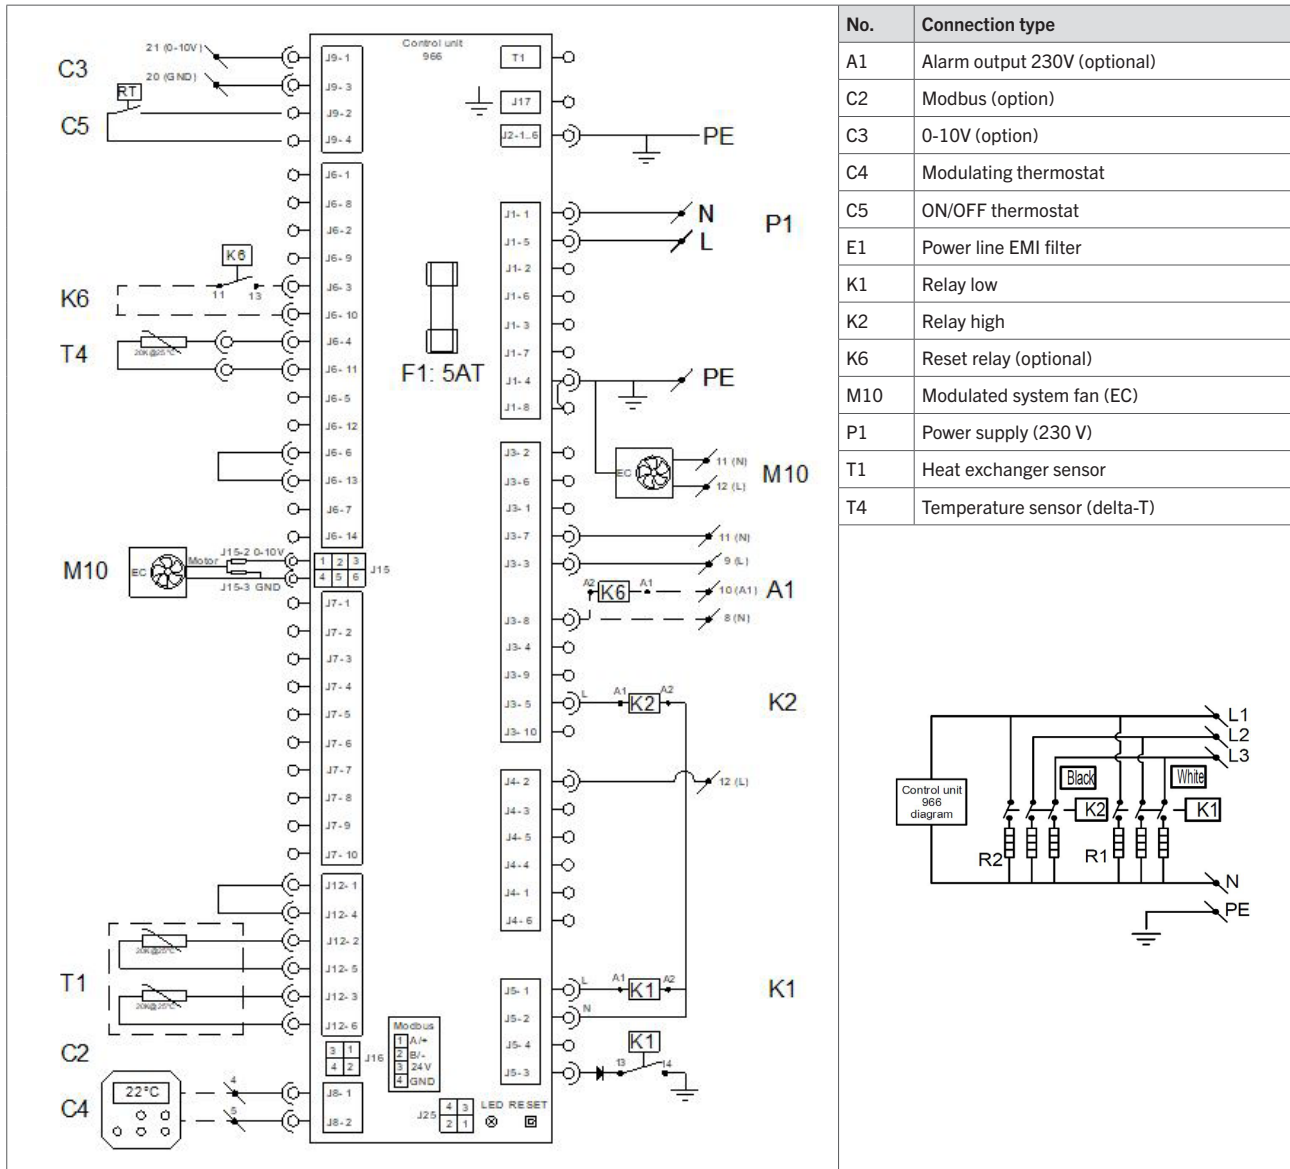 Control unit
966
C3
21 (0-10V)
20 (GND)
RT
C5
J9-1
J9-3
J9-2
J9-4
J6-1
J6-8
J6-2
J6-9
J6-3
J6-10
J6-4
J6-11
J6-5
J6-12
J6-6
J6-13
J6-7
J6-14
K6
K6
11 13
T4
20K@25°C
M10
EC
Motor
J15-2 0-10V
J15-3 GND
1 2 3
4 5 6
J15
J7-1
J7-2
J7-3
J7-4
J7-5
J7-6
J7-7
J7-8
J7-9
J7-10
J12-1
J12-4
J12-2
J12-5
J12-3
J12-6
T1
20K@25°C
20K@25°C
C2
3 1
4 2
J16
Modbus
1 A/+
2 B/-
3 24V
4 GND
C4
22°C
4
5
J8-1
J8-2
J25
4 3
2 1
LED RESET
F1: 5AT
T1
J17
J2-1..6
PE
J1-1
J1-5
J1-2
J1-6
J1-3
J1-7
J1-4
J1-8
N
L
P1
PE
EC
11 (N)
12 (L)
M10
J3-2
J3-6
J3-1
J3-7
J3-3
J3-8
J3-4
J3-9
J3-5
J3-10
11 (N)
9 (L)
A2 K6 A1
10 (A1)
A1
8 (N)
L A1 K2 A2
K2
J4-2
J4-3
J4-5
J4-4
J4-1
J4-6
12 (L)
J5-1
J5-2
J5-4
J5-3
L A1 K1 A2
K1
N
K1
13 14
No. Connection type
A1 Alarm output 230V (optional)
C2 Modbus (option)
C3 0-10V (option)
C4 Modulating thermostat
C5 ON/OFF thermostat
E1 Power line EMI filter
K1 Relay low
K2 Relay high
K6 Reset relay (optional)
M10 Modulated system fan (EC)
P1 Power supply (230 V)
T1 Heat exchanger sensor
T4 Temperature sensor (delta-T)
L1
L2
L3
Black
White
Control unit
966
diagram
K2
K1
R2
R1
N
PE